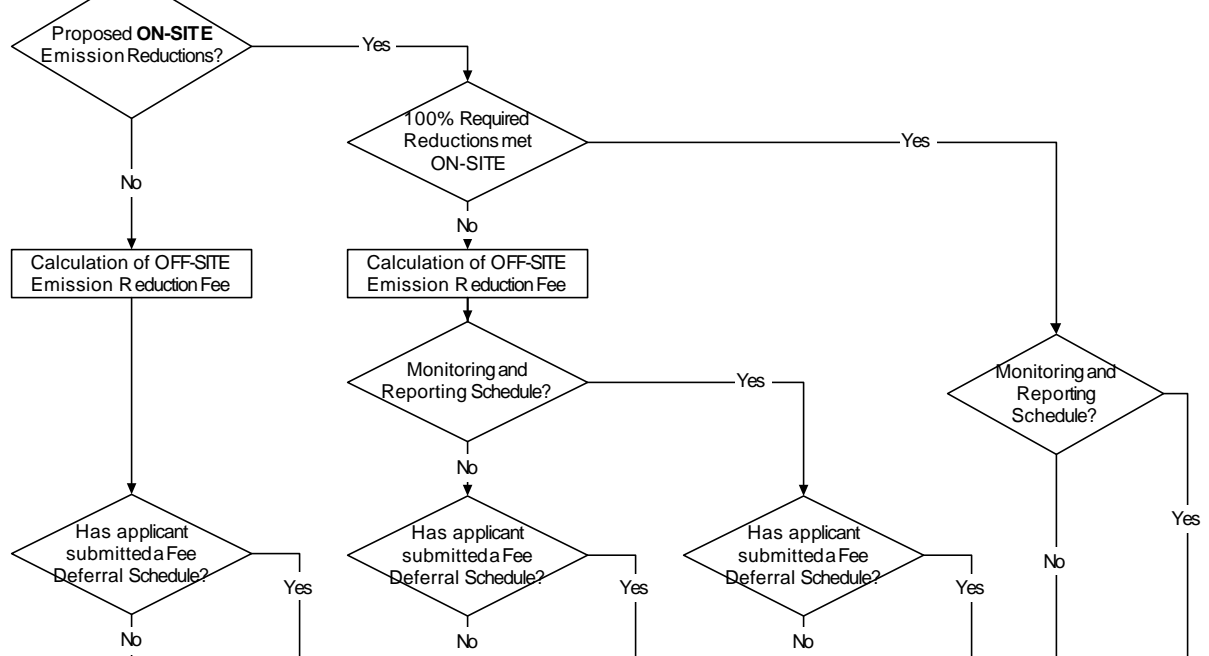 Proposed ON-SITE
Emission Reductions?
Yes
100% Required
Reductions met
ON-SITE
Yes
No
No
Calculation of OFF-SITE
Emission Reduction Fee
Calculation of OFF-SITE
Emission Reduction Fee
Monitoring and
Reporting Schedule?
Yes
Monitoring and
Reporting
Schedule?
No
Has applicant
submitted a Fee
Deferral Schedule?
Has applicant
submitted a Fee
Deferral Schedule?
Has applicant
submitted a Fee
Deferral Schedule?
Yes
No
Yes
Yes
Yes
No
No
No